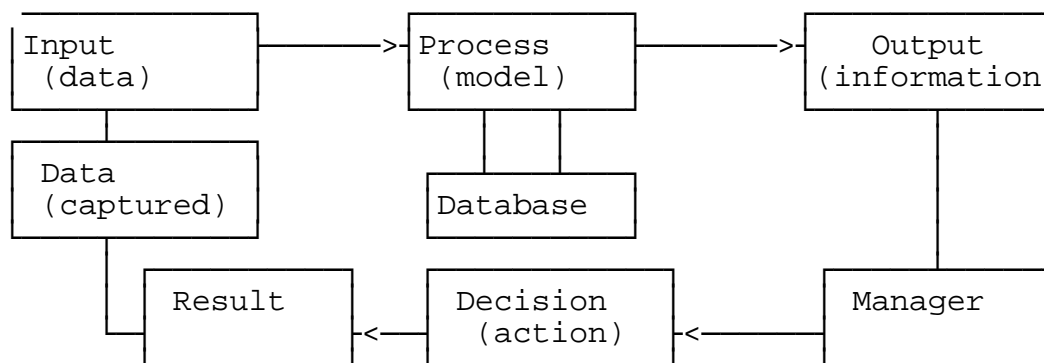 Input
(data)
Process
(model)
Output
(information
Data
(captured)
Database
Result
Decision
(action)
Manager